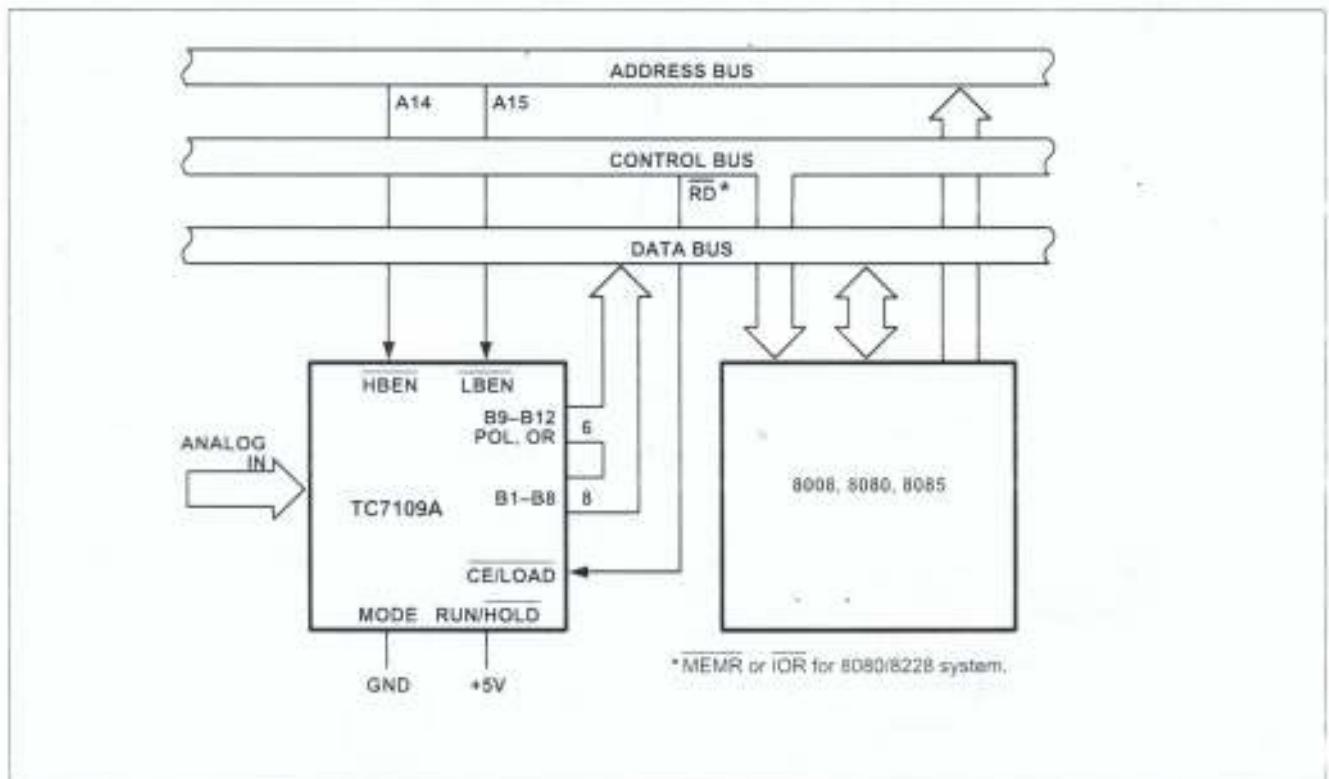 ADDRESS BUS
A14
A15
CONTROL BUS
RD*
DATA BUS
HBEN
LBEN
B9–B12
POL, OR
6
ANALOG
IN
TC7109A
B1–B8
8
8008, 8080, 8085
CE/LOAD
MODE
RUN/HOLD
GND
+5V
*MEMR or IOR for 8080/8228 system.